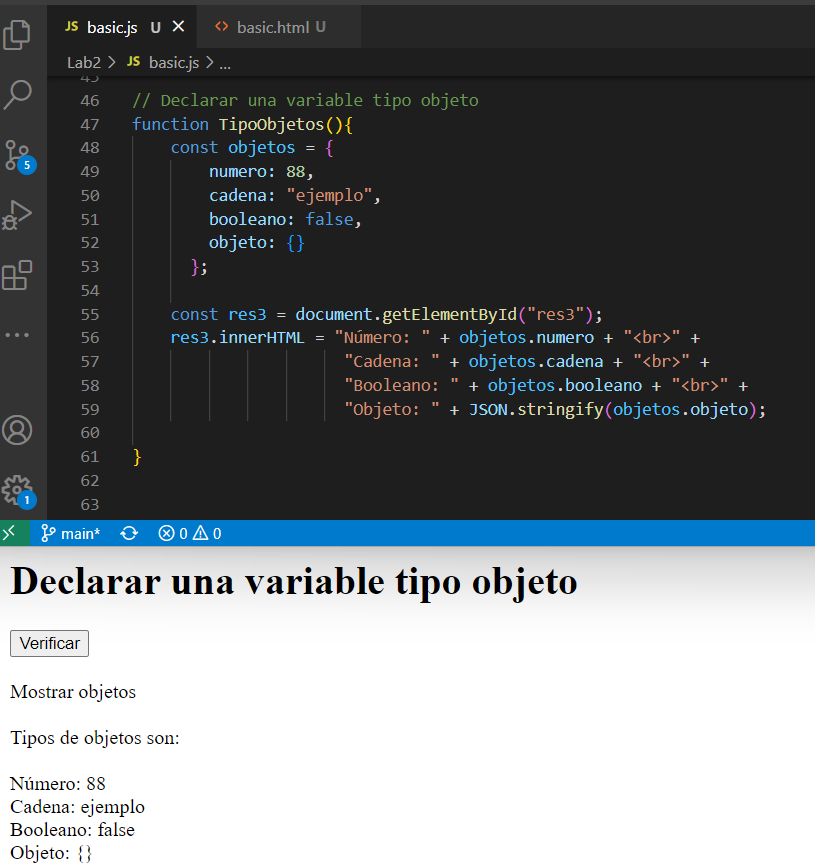 JS basic.js U ✕ <> basic.html U
Lab2 > JS basic.js > ...
45
46 // Declarar una variable tipo objeto
47 function TipoObjetos(){
48     const objetos = {
49         numero: 88,
50         cadena: "ejemplo",
51         booleano: false,
52         objeto: {}
53       };
54
55     const res3 = document.getElementById("res3");
56     res3.innerHTML = "Número: " + objetos.numero + "<br>" +
57                      "Cadena: " + objetos.cadena + "<br>" +
58                      "Booleano: " + objetos.booleano + "<br>" +
59                      "Objeto: " + JSON.stringify(objetos.objeto);
60
61 }
62
63
5
1
main* 0 0
Declarar una variable tipo objeto
Verificar
Mostrar objetos
Tipos de objetos son:
Número: 88
Cadena: ejemplo
Booleano: false
Objeto: {}